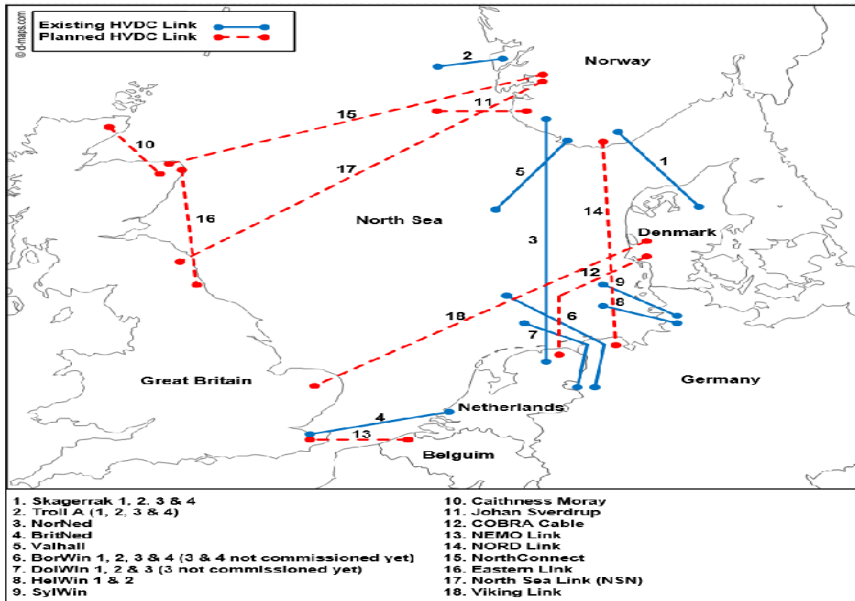 © d-maps.com
Existing HVDC Link
Planned HVDC Link
2
Norway
15
11
10
1
17
5
16
North Sea
14
Denmark
3
12
9
8
18
6
7
Great Britain
Germany
Netherlands
4
13
Belguim
1. Skagerrak 1, 2, 3 & 4
2. Troll A (1, 2, 3 & 4)
3. NorNed
4. BritNed
5. Valhall
6. BorWin 1, 2, 3 & 4 (3 & 4 not commissioned yet)
7. DolWin 1, 2 & 3 (3 not commissioned yet)
8. HelWin 1 & 2
9. SylWin
10. Caithness Moray
11. Johan Sverdrup
12. COBRA Cable
13. NEMO Link
14. NORD Link
15. NorthConnect
16. Eastern Link
17. North Sea Link (NSN)
18. Viking Link